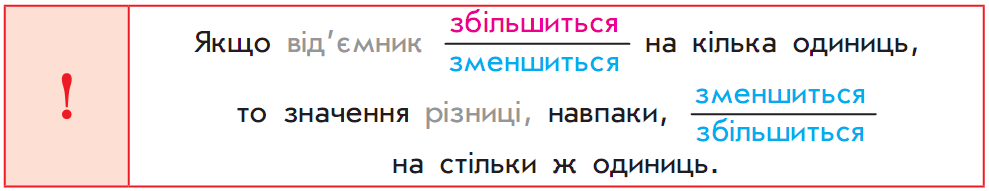 !
Якщо від’ємник збільшиться/зменшиться на кілька одиниць,
то значення різниці, навпаки, зменшиться/збільшиться
на стільки ж одиниць.